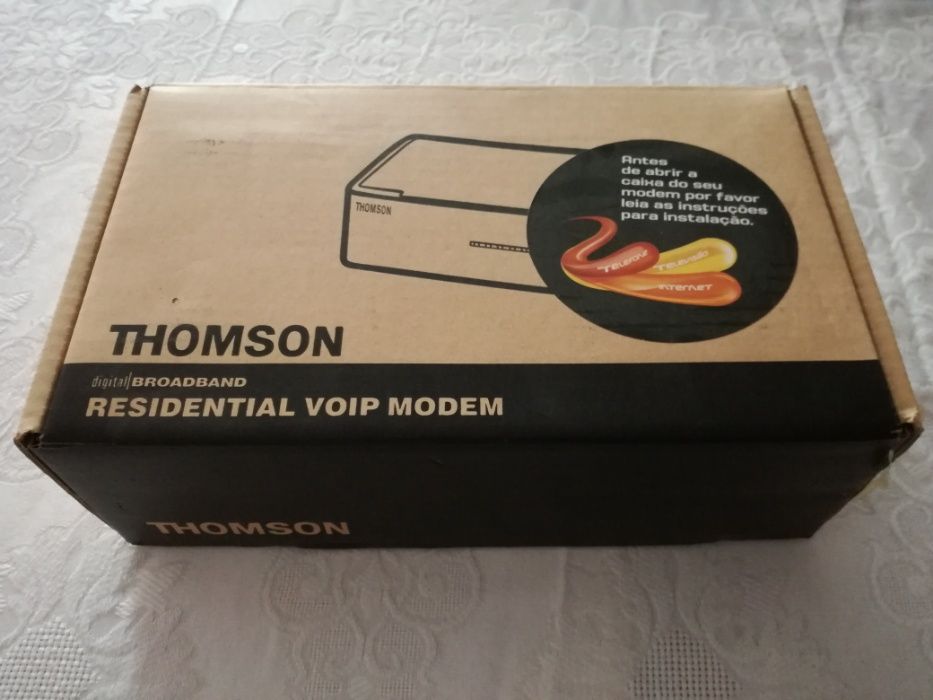 Antes
de abrir a
caixa do seu
modem por favor
leia as instruções
para instalação.
THOMSON
TELEFONE
TELEVISÃO
INTERNET
THOMSON
digital|BROADBAND
RESIDENTIAL VOIP MODEM
THOMSON